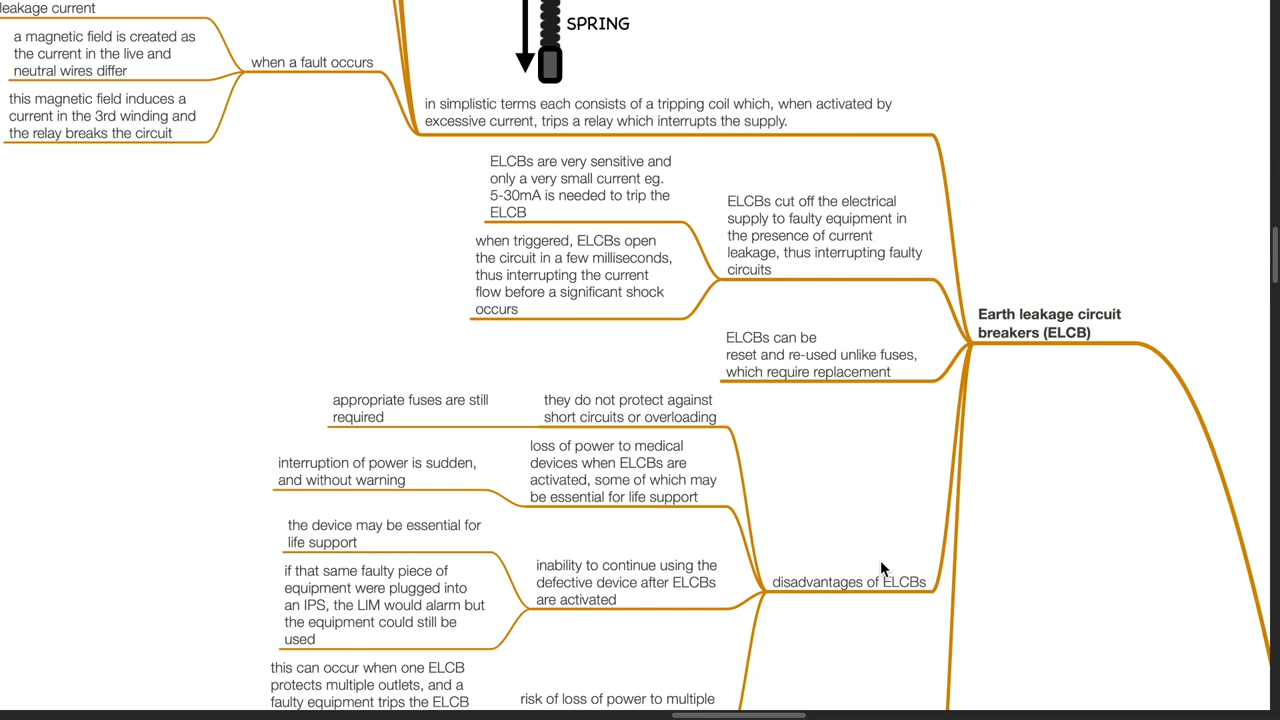 leakage current
a magnetic field is created as
the current in the live and
neutral wires differ
this magnetic field induces a
current in the 3rd winding and
the relay breaks the circuit
when a fault occurs
SPRING
in simplistic terms each consists of a tripping coil which, when activated by
excessive current, trips a relay which interrupts the supply.
ELCBs are very sensitive and
only a very small current eg.
5-30mA is needed to trip the
ELCB
when triggered, ELCBs open
the circuit in a few milliseconds,
thus interrupting the current
flow before a significant shock
occurs
ELCBs cut off the electrical
supply to faulty equipment in
the presence of current
leakage, thus interrupting faulty
circuits
Earth leakage circuit
breakers (ELCB)
ELCBs can be
reset and re-used unlike fuses,
which require replacement
appropriate fuses are still
required
they do not protect against
short circuits or overloading
interruption of power is sudden,
and without warning
loss of power to medical
devices when ELCBs are
activated, some of which may
be essential for life support
the device may be essential for
life support
if that same faulty piece of
equipment were plugged into
an IPS, the LIM would alarm but
the equipment could still be
used
inability to continue using the
defective device after ELCBs
are activated
disadvantages of ELCBs
this can occur when one ELCB
protects multiple outlets, and a
faulty equipment trips the ELCB
risk of loss of power to multiple